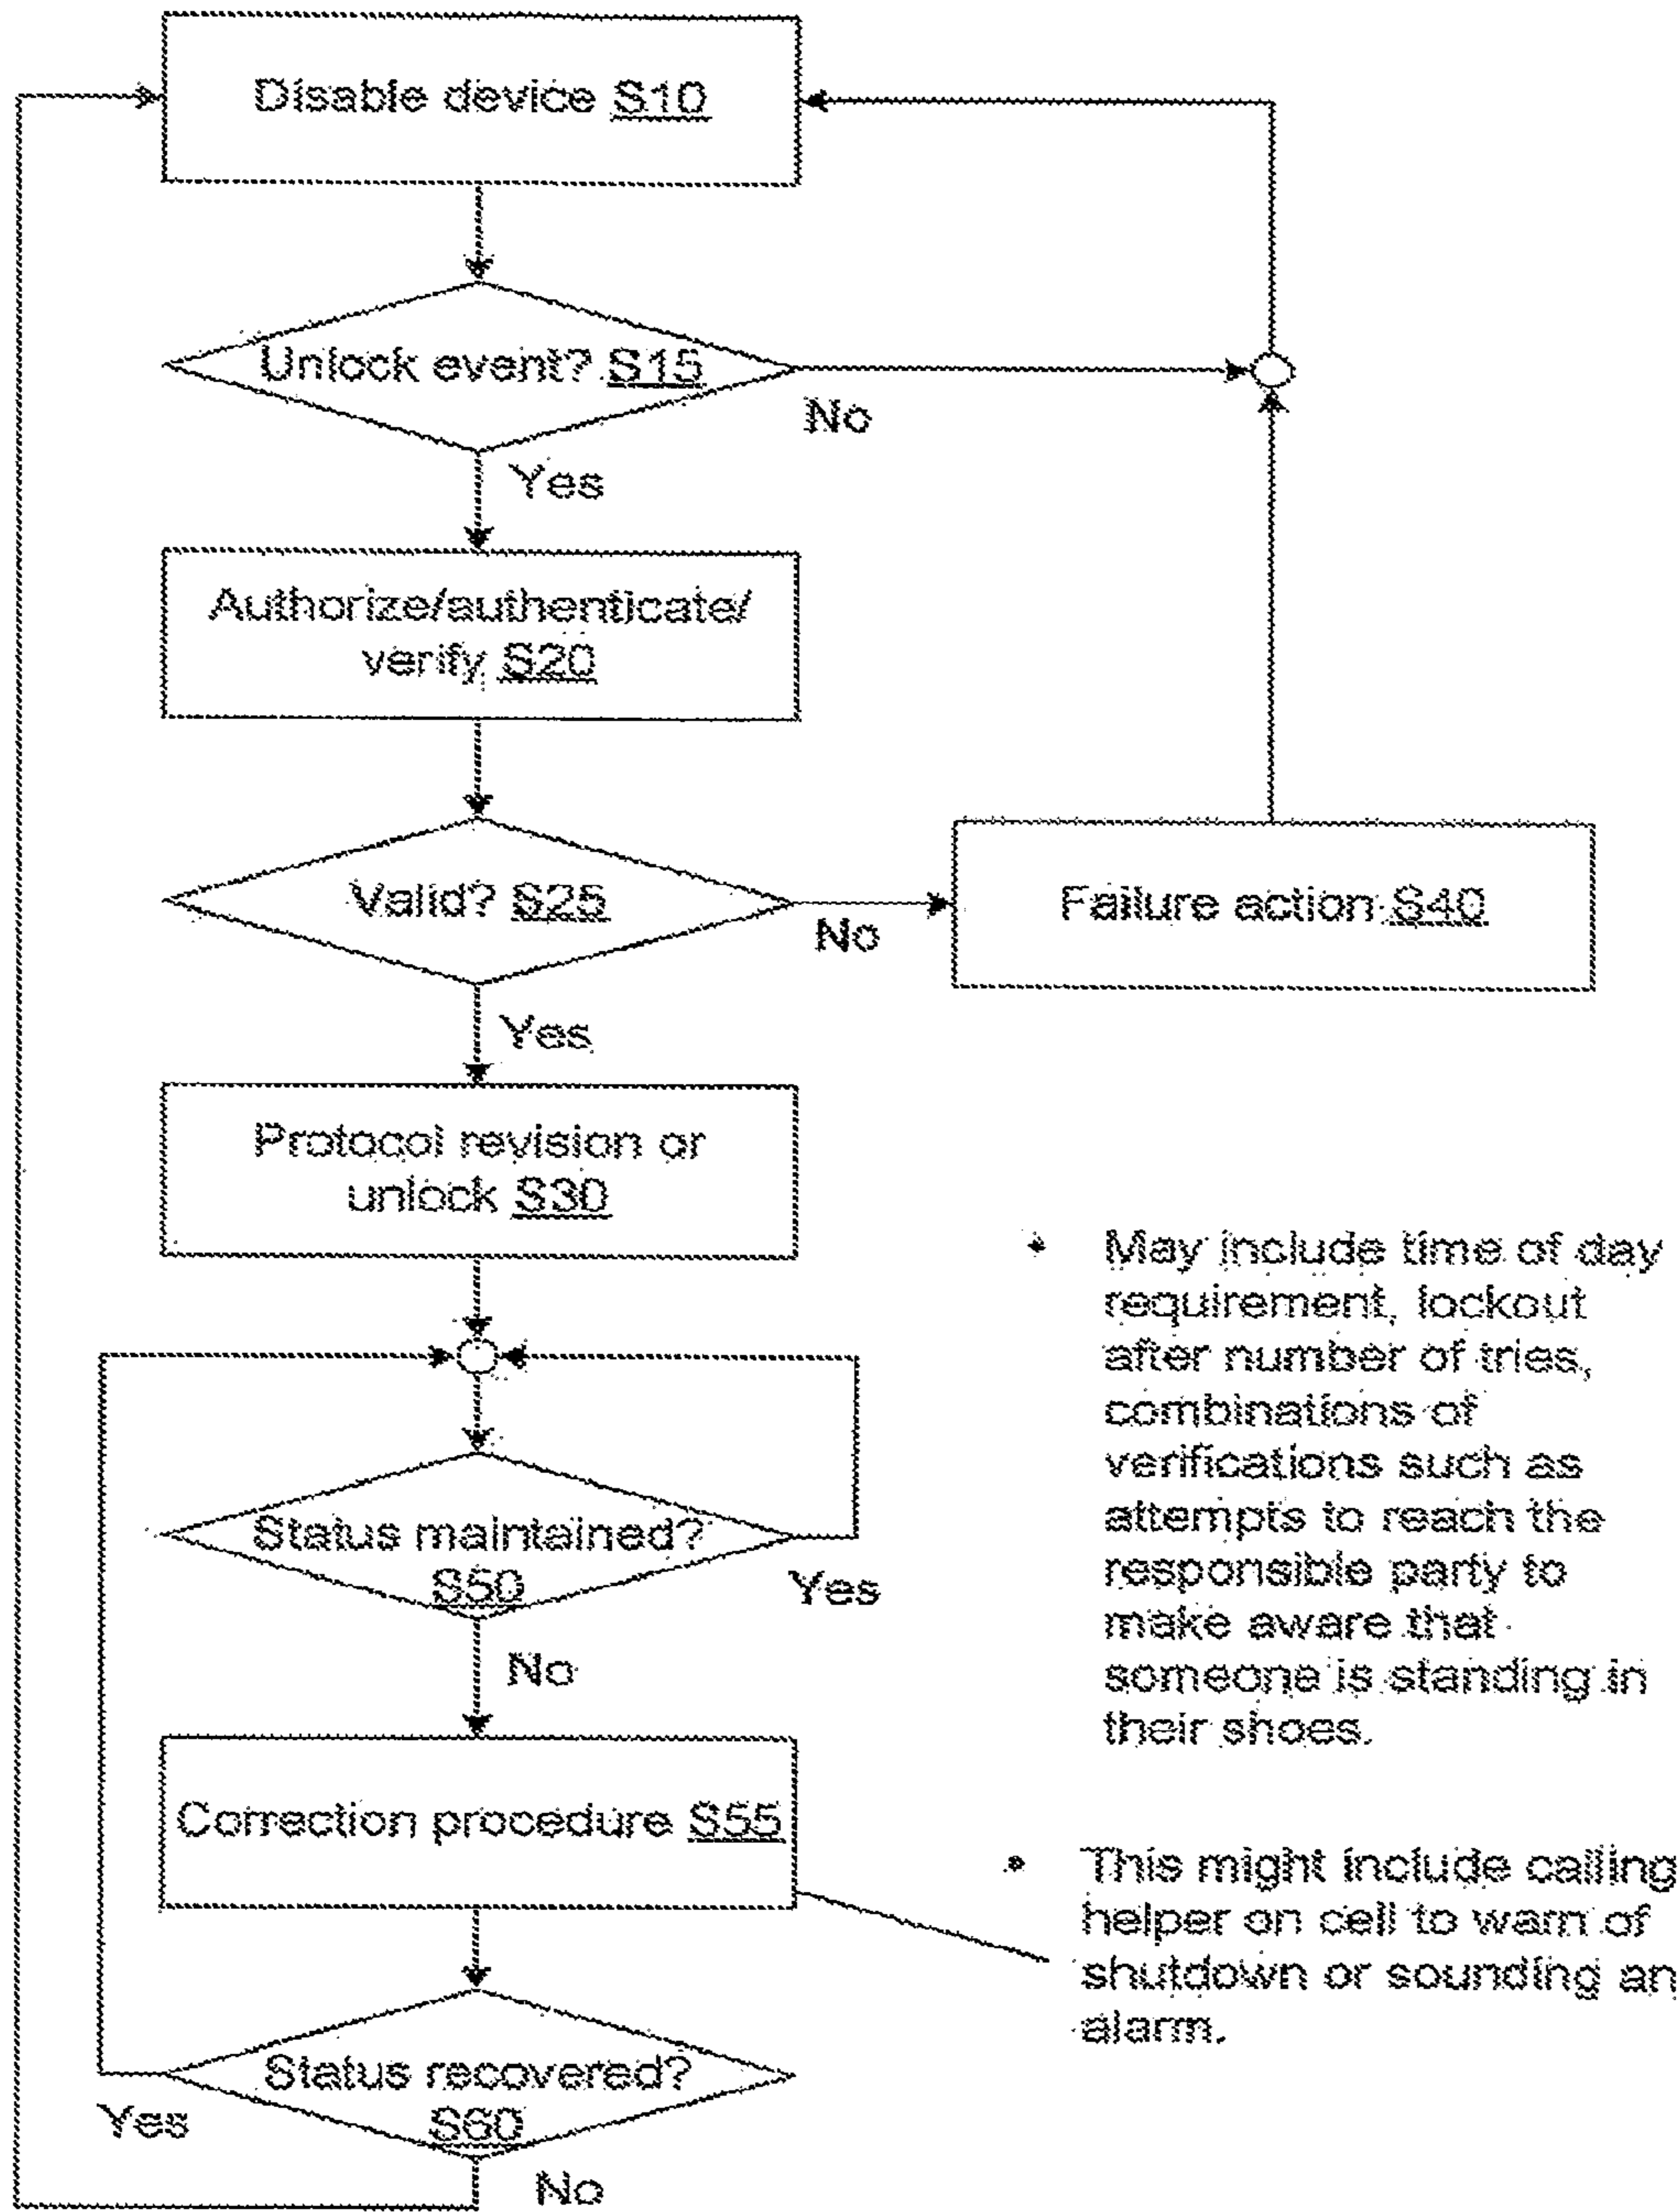 Disable device S10
Unlock event? S15
No
Yes
Authorize/authenticate/
verify S20
Valid? S25
No
Failure action S40
Yes
Protocol revision or
unlock S30
• May include time of day
requirement, lockout
after number of tries,
combinations of
verifications such as
attempts to reach the
responsible party to
make aware that
someone is standing in
their shoes.
Status maintained?
S50
Yes
No
Correction procedure S55
• This might include calling
helper on cell to warn of
shutdown or sounding an
alarm.
Status recovered?
S60
Yes
No